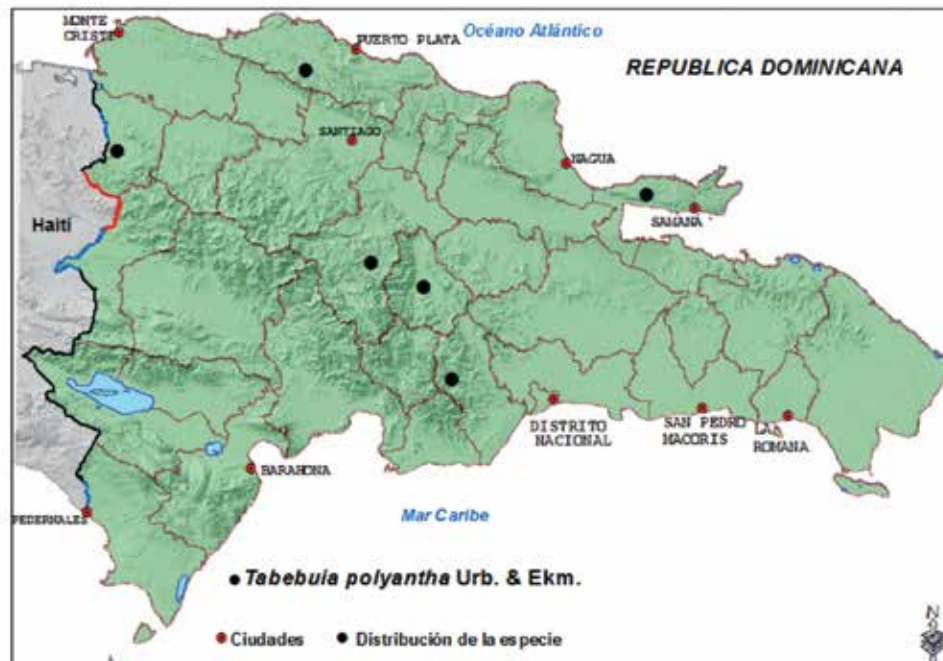 MONTE
CRISTI
PUERTO PLATA
Océano Atlántico
REPUBLICA DOMINICANA
SANTIAGO
NAGUA
SAMANA
Haití
DISTRITO
NACIONAL
SAN PEDRO
MACORIS
LA
ROMANA
BARAHONA
PEDERNALES
Mar Caribe
Tabebuia polyantha Urb. & Ekm.
Ciudades
Distribución de la especie
N